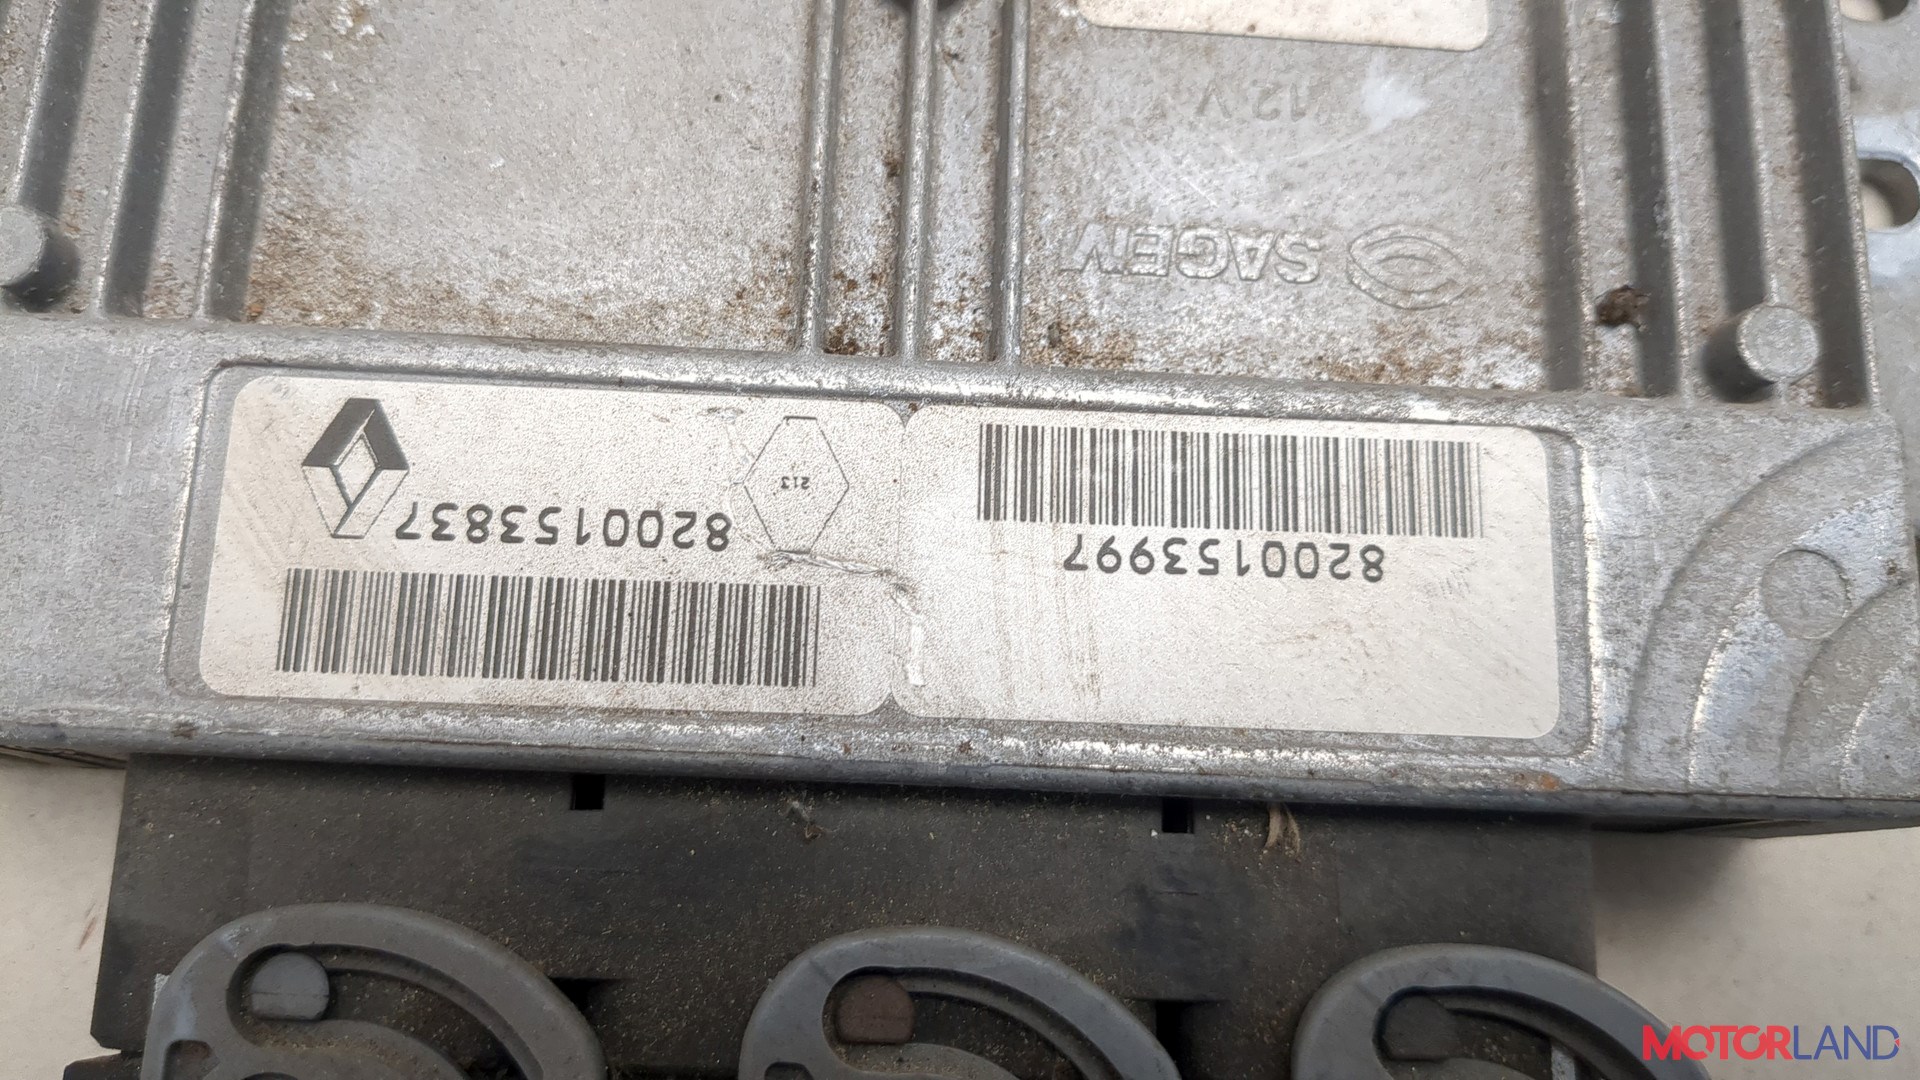 12 V
SAGEM
213
8200153837
8200153997
MOTORLAND